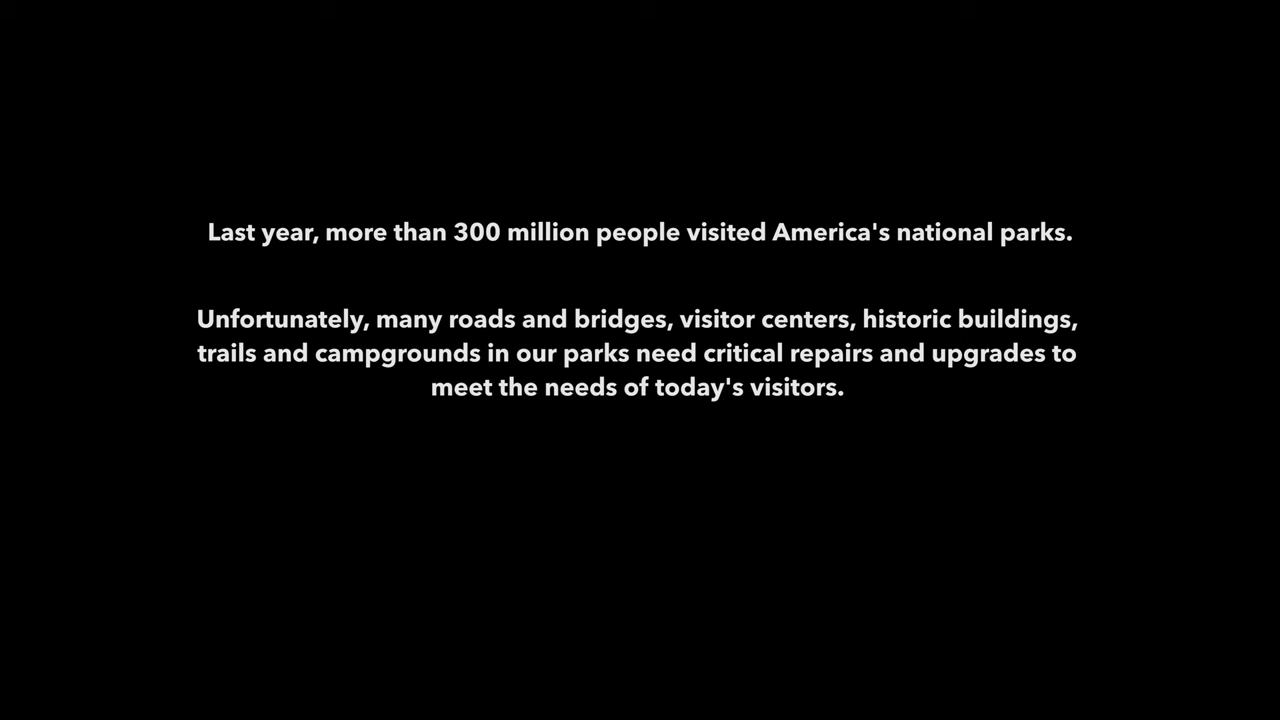 Last year, more than 300 million people visited America's national parks.
Unfortunately, many roads and bridges, visitor centers, historic buildings,
trails and campgrounds in our parks need critical repairs and upgrades to
meet the needs of today's visitors.